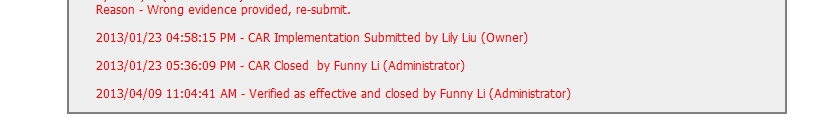 Reason - Wrong evidence provided, re-submit.
2013/01/23 04:58:15 PM - CAR Implementation Submitted by Lily Liu (Owner)
2013/01/23 05:36:09 PM - CAR Closed  by Funny Li (Administrator)
2013/04/09 11:04:41 AM - Verified as effective and closed by Funny Li (Administrator)